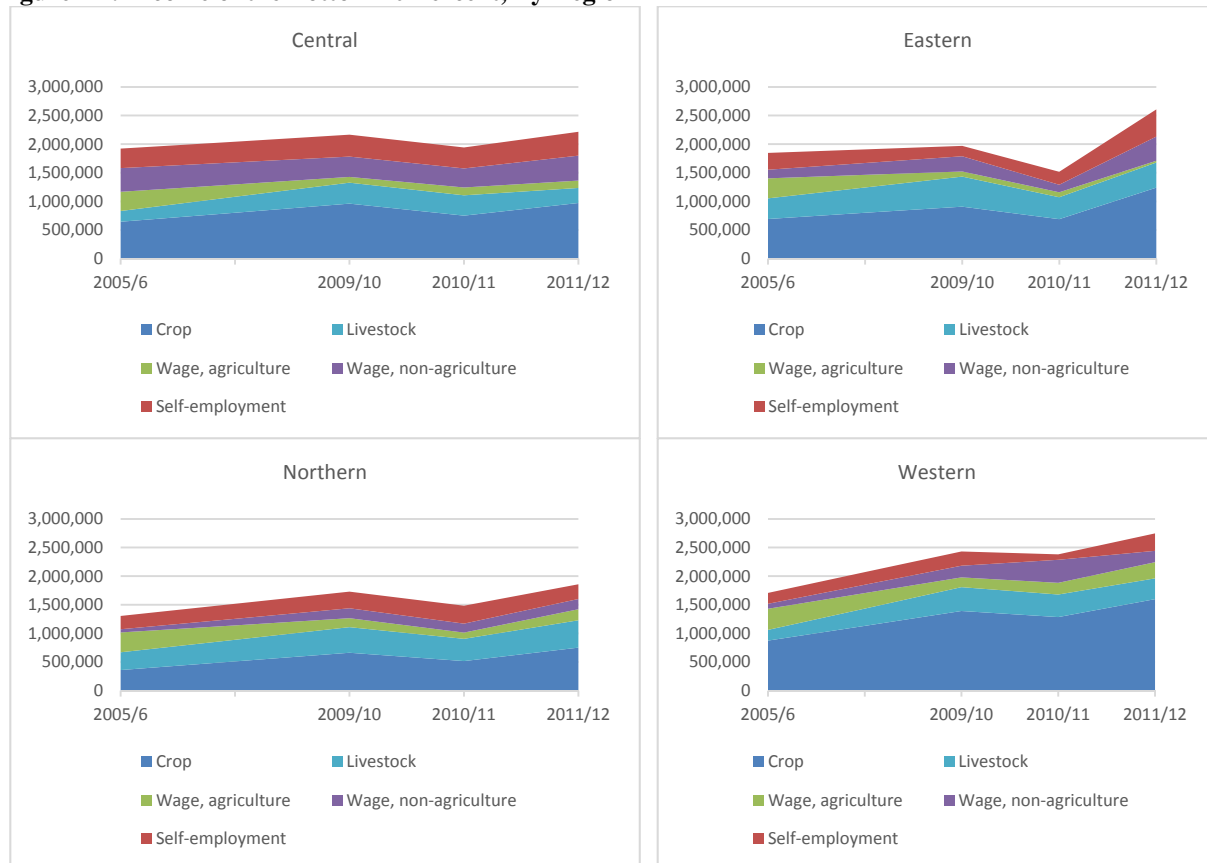 Central
3,000,000
2,500,000
2,000,000
1,500,000
1,000,000
500,000
0
2005/6 2009/10 2010/11 2011/12
Crop Livestock
Wage, agriculture Wage, non-agriculture
Self-employment
Eastern
3,000,000
2,500,000
2,000,000
1,500,000
1,000,000
500,000
0
2005/6 2009/10 2010/11 2011/12
Crop Livestock
Wage, agriculture Wage, non-agriculture
Self-employment
Northern
3,000,000
2,500,000
2,000,000
1,500,000
1,000,000
500,000
0
2005/6 2009/10 2010/11 2011/12
Crop Livestock
Wage, agriculture Wage, non-agriculture
Self-employment
Western
3,000,000
2,500,000
2,000,000
1,500,000
1,000,000
500,000
0
2005/6 2009/10 2010/11 2011/12
Crop Livestock
Wage, agriculture Wage, non-agriculture
Self-employment